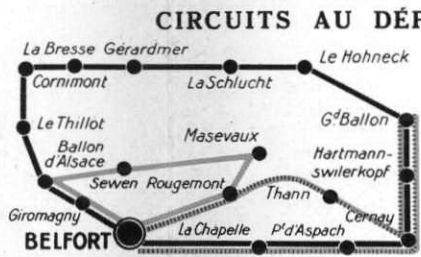 CIRCUITS AU DÉ
La Bresse Gérardmer
Le Hohneck
Cornimont
La Schlucht
Le Thillot
Gd Ballon
Masevaux
Ballon
d'Alsace
Hartmann-
swilerkopf
Sewen Rougemont
Thann
Giromagny
Cernay
La Chapelle
Pt d'Aspach
BELFORT